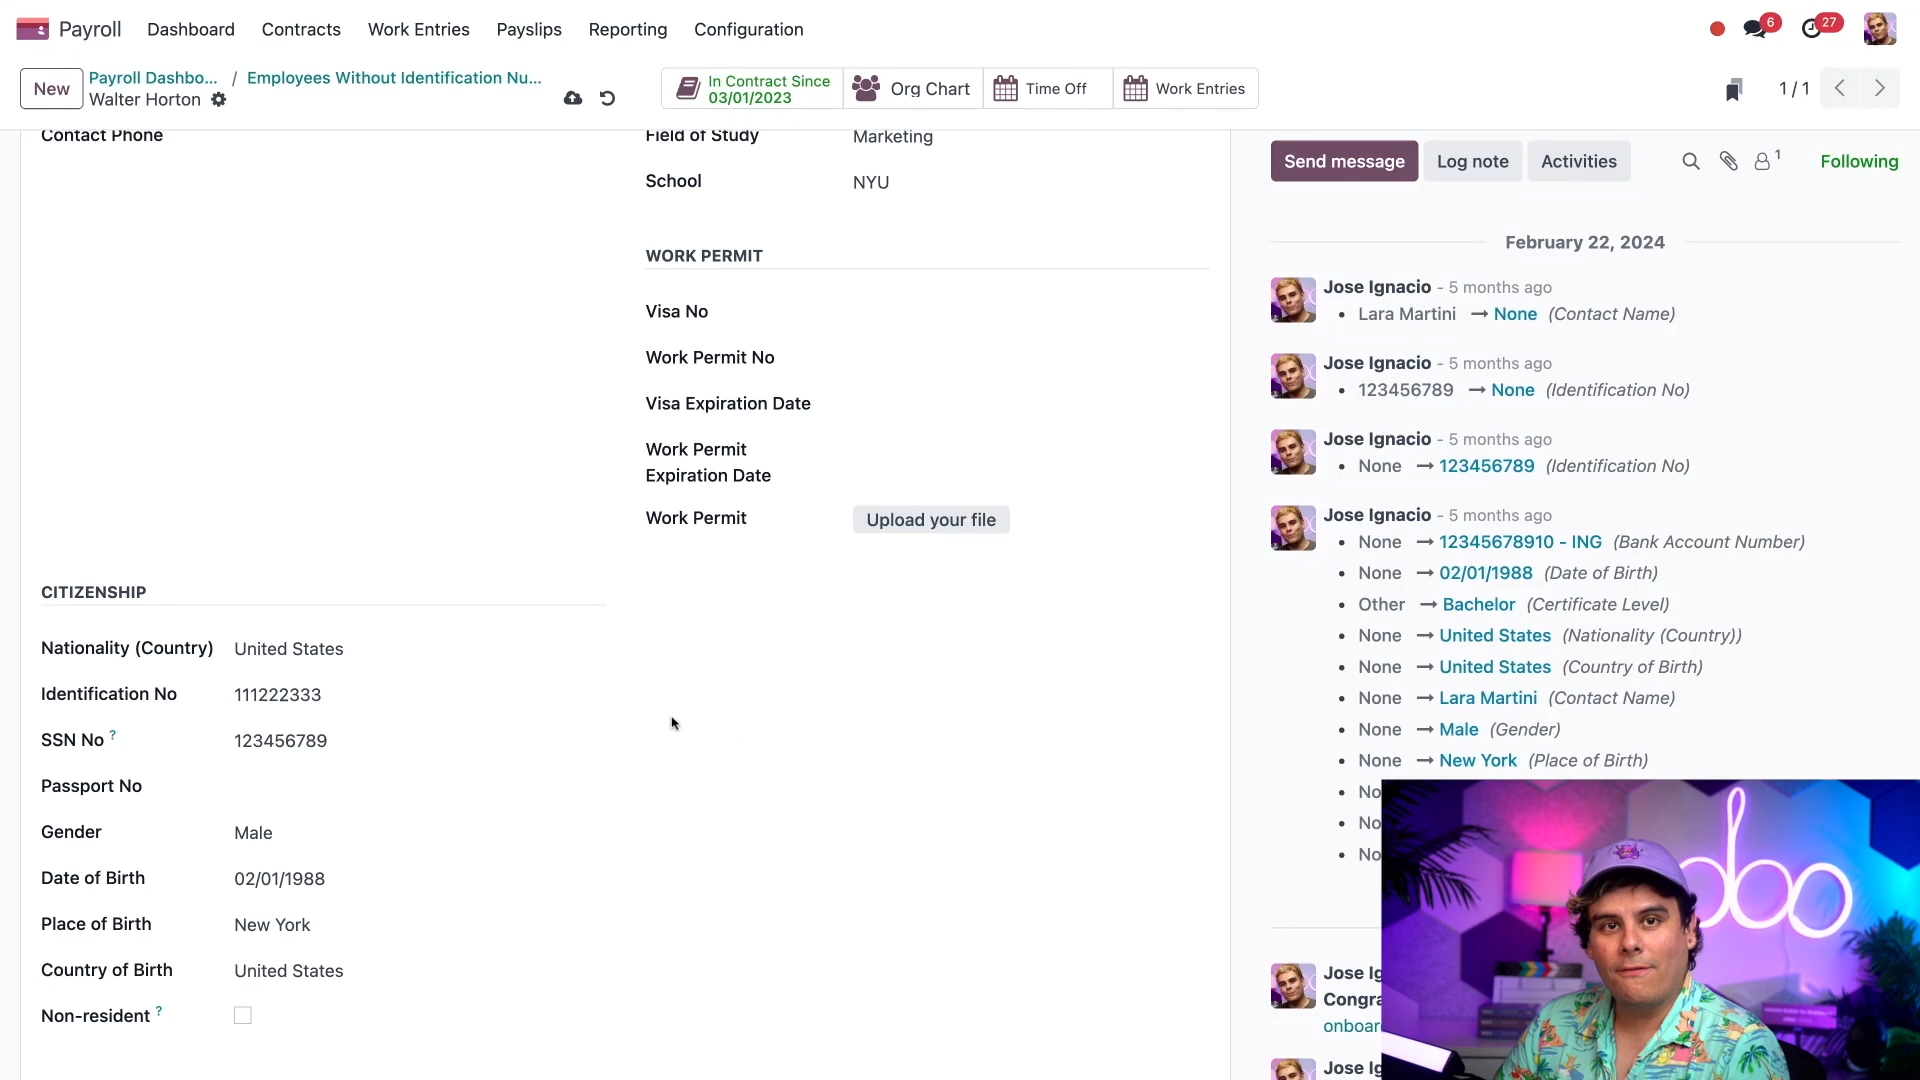 Payroll Dashboard Contracts Work Entries Payslips Reporting Configuration 6 27
New Payroll Dashbo... / Employees Without Identification Nu...
Walter Horton
In Contract Since
03/01/2023
Org Chart
Time Off
Work Entries
1 / 1
Contact Phone
Field of Study Marketing
School NYU
WORK PERMIT
Visa No
Work Permit No
Visa Expiration Date
Work Permit
Expiration Date
Work Permit Upload your file
CITIZENSHIP
Nationality (Country) United States
Identification No 111222333
SSN No ? 123456789
Passport No
Gender Male
Date of Birth 02/01/1988
Place of Birth New York
Country of Birth United States
Non-resident ?
Send message Log note Activities 1 Following
February 22, 2024
Jose Ignacio - 5 months ago
• Lara Martini → None (Contact Name)
Jose Ignacio - 5 months ago
• 123456789 → None (Identification No)
Jose Ignacio - 5 months ago
• None → 123456789 (Identification No)
Jose Ignacio - 5 months ago
• None → 12345678910 - ING (Bank Account Number)
• None → 02/01/1988 (Date of Birth)
• Other → Bachelor (Certificate Level)
• None → United States (Nationality (Country))
• None → United States (Country of Birth)
• None → Lara Martini (Contact Name)
• None → Male (Gender)
• None → New York (Place of Birth)
• No
• No
• No
Jose Ig
Congra
onboar
Jose Ig